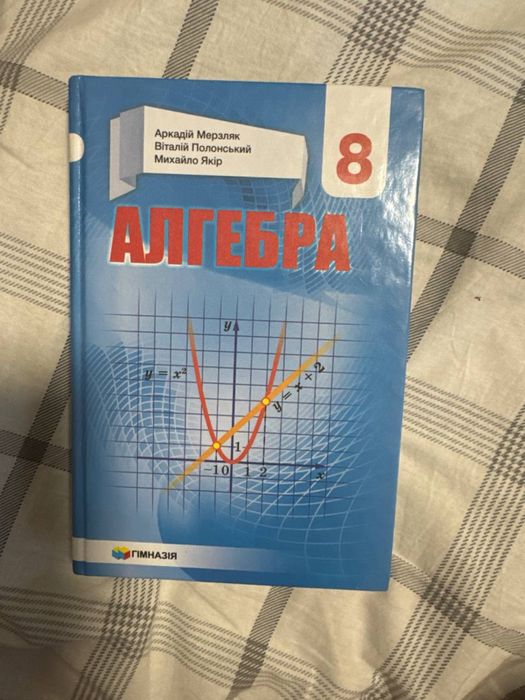 Аркадій Мерзляк
Віталій Полонський
Михайло Якір
8
АЛГЕБРА
y
y = x²
y = x + 2
1
–1 0 1 2 x
ГІМНАЗІЯ